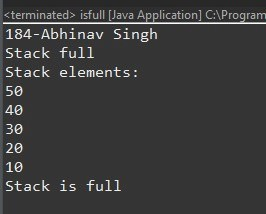 <terminated> isfull [Java Application] C:\Program
184-Abhinav Singh
Stack full
Stack elements:
50
40
30
20
10
Stack is full